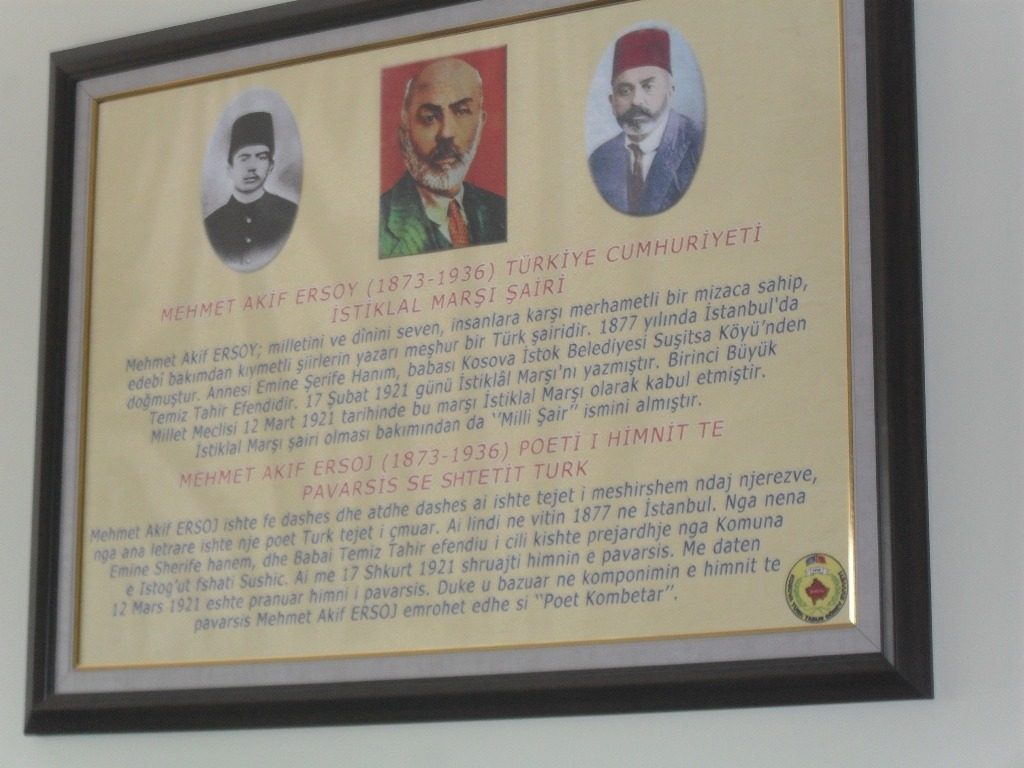 MEHMET AKİF ERSOY (1873-1936) TÜRKİYE CUMHURİYETİ
İSTİKLAL MARŞI ŞAİRİ
Mehmet Akif ERSOY; milletini ve dînini seven, insanlara karşı merhametli bir mizaca sahip,
edebî bakımdan kıymetli şiirlerin yazarı meşhur bir Türk şairidir. 1877 yılında İstanbul'da
doğmuştur. Annesi Emine Şerife Hanım, babası Kosova İstok Belediyesi Suşitsa Köyü'nden
Temiz Tahir Efendidir. 17 Şubat 1921 günü İstiklâl Marşı'nı yazmıştır. Birinci Büyük
Millet Meclisi 12 Mart 1921 tarihinde bu marşı İstiklal Marşı olarak kabul etmiştir.
İstiklal Marşı şairi olması bakımından da ‘‘Milli Şair’’ ismini almıştır.
MEHMET AKIF ERSOJ (1873-1936) POETI I HIMNIT TE
PAVARSIS SE SHTETIT TURK
Mehmet Akif ERSOJ ishte fe dashes dhe atdhe dashes ai ishte tejet i meshirshem ndaj njerezve,
nga ana letrare ishte nje poet Turk tejet i çmuar. Ai lindi ne vitin 1877 ne İstanbul. Nga nena
Emine Sherife hanem, dhe Babai Temiz Tahir efendiu i cili kishte prejardhje nga Komuna
e Istog'ut fshati Sushic. Ai me 17 Shkurt 1921 shruajti himnin e pavarsis. Me daten
12 Mars 1921 eshte pranuar himni i pavarsis. Duke u bazuar ne komponimin e himnit te
pavarsis Mehmet Akif ERSOJ emrohet edhe si ‘‘Poet Kombetar’’.